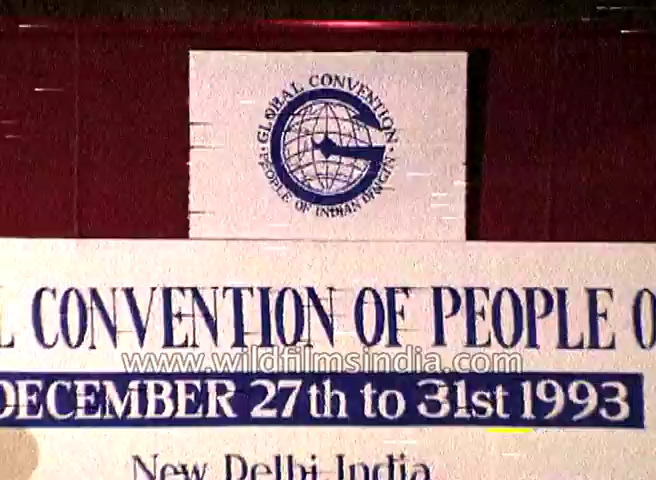 GLOBAL CONVENTION
PEOPLE OF INDIAN ORIGIN
L CONVENTION OF PEOPLE O
www.wildfilmsindia.com
DECEMBER 27th to 31st 1993
New Delhi India